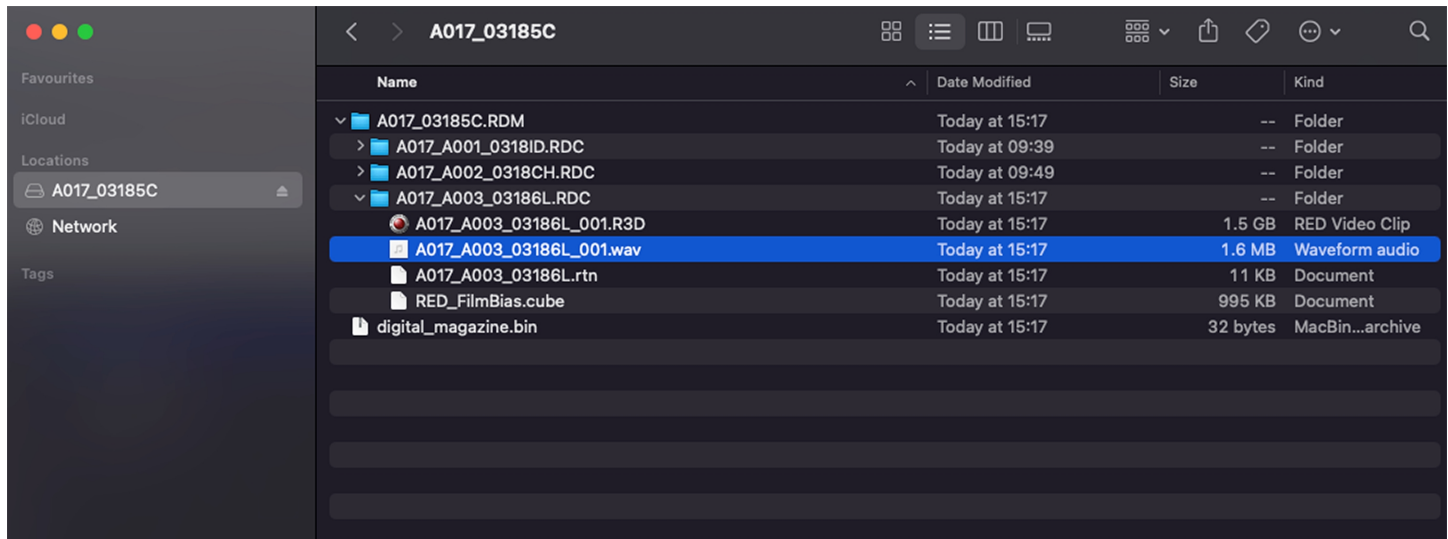 A017_03185C
Favourites
iCloud
Locations
A017_03185C
Network
Tags
Name Date Modified Size Kind
A017_03185C.RDM Today at 15:17 -- Folder
A017_A001_0318ID.RDC Today at 09:39 -- Folder
A017_A002_0318CH.RDC Today at 09:49 -- Folder
A017_A003_03186L.RDC Today at 15:17 -- Folder
A017_A003_03186L_001.R3D Today at 15:17 1.5 GB RED Video Clip
A017_A003_03186L_001.wav Today at 15:17 1.6 MB Waveform audio
A017_A003_03186L.rtn Today at 15:17 11 KB Document
RED_FilmBias.cube Today at 15:17 995 KB Document
digital_magazine.bin Today at 15:17 32 bytes MacBin...archive